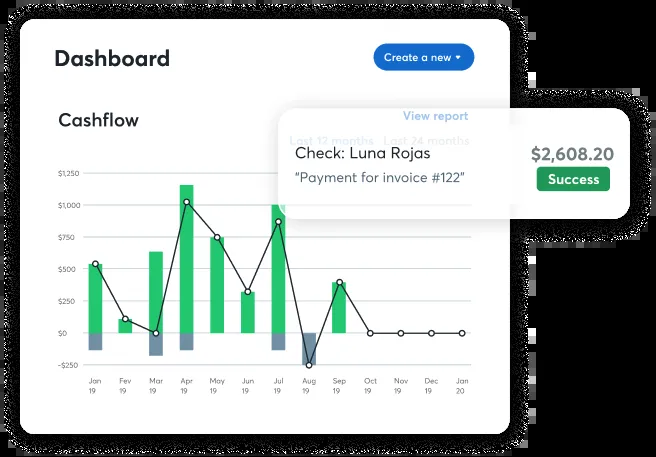 Dashboard
Create a new
Cashflow
View report
Last 12 months Last 24 months
Check: Luna Rojas
"Payment for invoice #122"
$2,608.20
Success
$1,250
$1,000
$750
$500
$250
$0
-$250
Jan 19
Fev 19
Mar 19
Apr 19
May 19
Jun 19
Jul 19
Aug 19
Sep 19
Oct 19
Nov 19
Dec 19
Jan 20